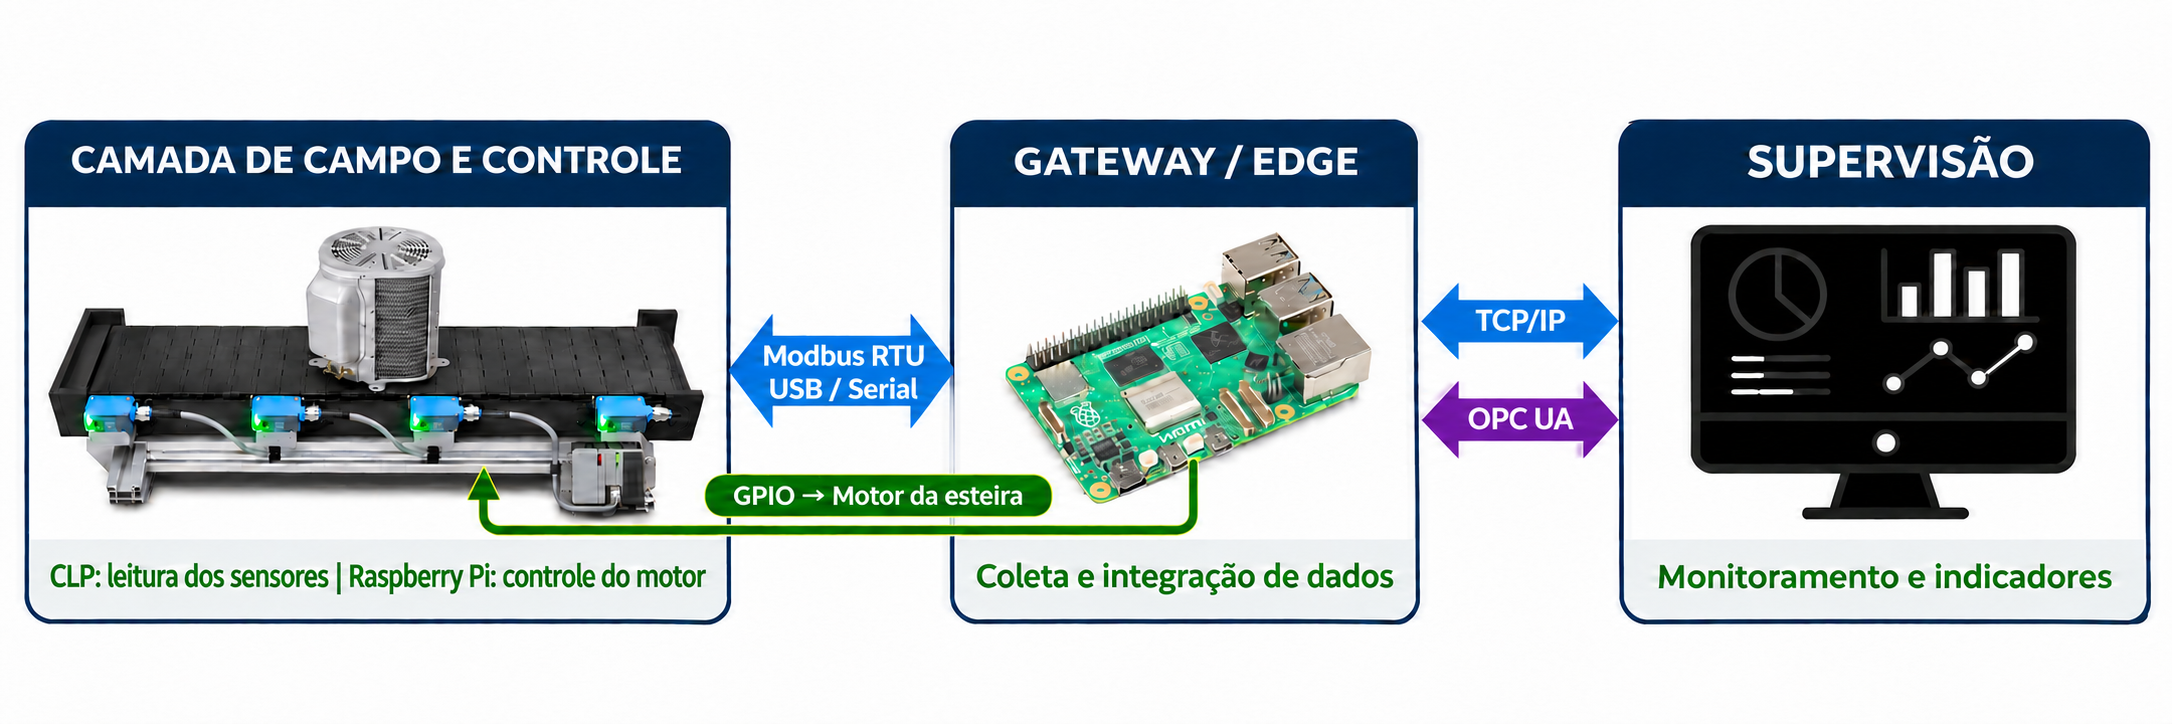 CAMADA DE CAMPO E CONTROLE
CLP: leitura dos sensores | Raspberry Pi: controle do motor
Modbus RTU
USB / Serial
GPIO → Motor da esteira
GATEWAY / EDGE
Coleta e integração de dados
TCP/IP
OPC UA
SUPERVISÃO
Monitoramento e indicadores